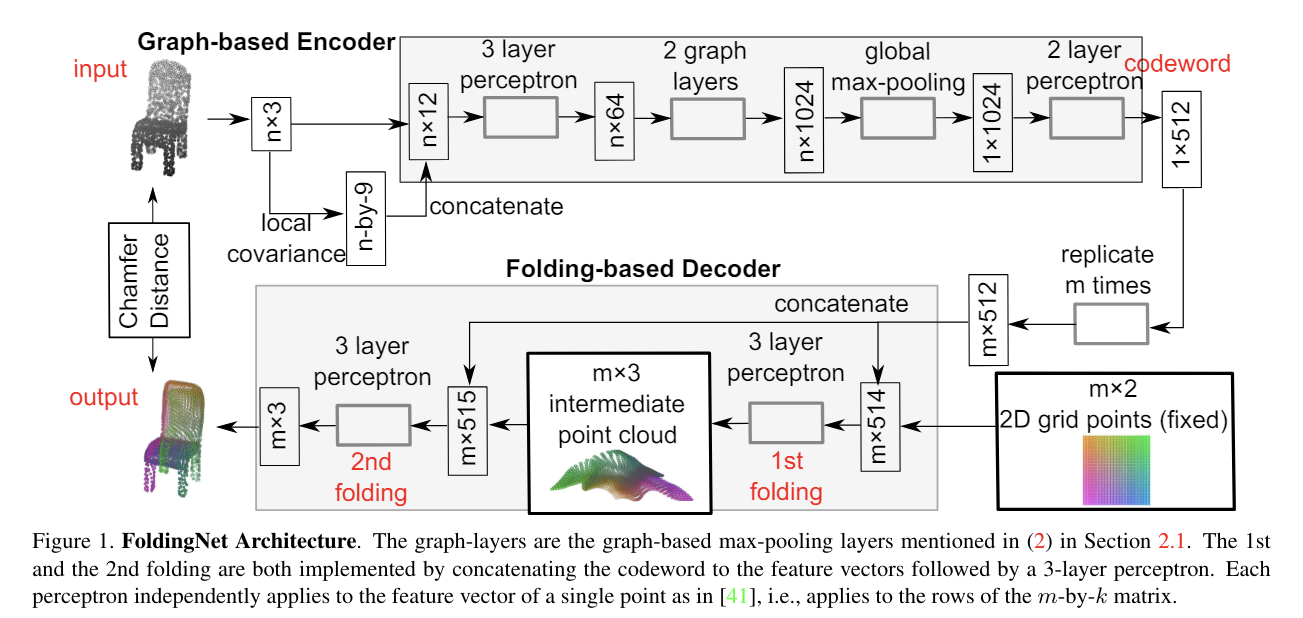 Graph-based Encoder
input
n×3
local
covariance
n-by-9
concatenate
n×12
3 layer
perceptron
n×64
2 graph
layers
n×1024
global
max-pooling
1×1024
2 layer
perceptron
codeword
1×512
replicate
m times
m×512
Chamfer
Distance
Folding-based Decoder
concatenate
m×2
2D grid points (fixed)
m×514
3 layer
perceptron
1st
folding
m×3
intermediate
point cloud
m×515
3 layer
perceptron
2nd
folding
m×3
output
Figure 1. FoldingNet Architecture. The graph-layers are the graph-based max-pooling layers mentioned in (2) in Section 2.1. The 1st
and the 2nd folding are both implemented by concatenating the codeword to the feature vectors followed by a 3-layer perceptron. Each
perceptron independently applies to the feature vector of a single point as in [41], i.e., applies to the rows of the m-by-k matrix.